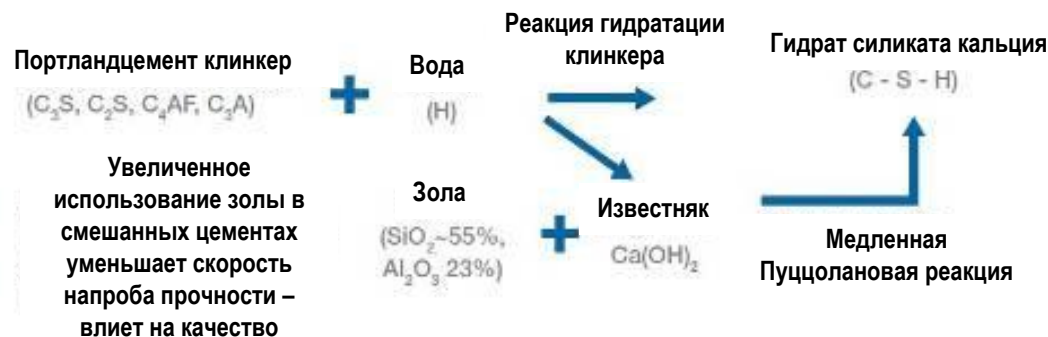 Реакция гидратации
клинкера
Гидрат силиката кальция
(C - S - H)
Портландцемент клинкер
(C₃S, C₂S, C₄AF, C₃A)
+
Вода
(H)
Увеличенное
использование золы в
смешанных цементах
уменьшает скорость
напроба прочности –
влиет на качество
Зола
(SiO₂~55%,
Al₂O₃ 23%)
+
Известняк
Ca(OH)₂
Медленная
Пуццолановая реакция